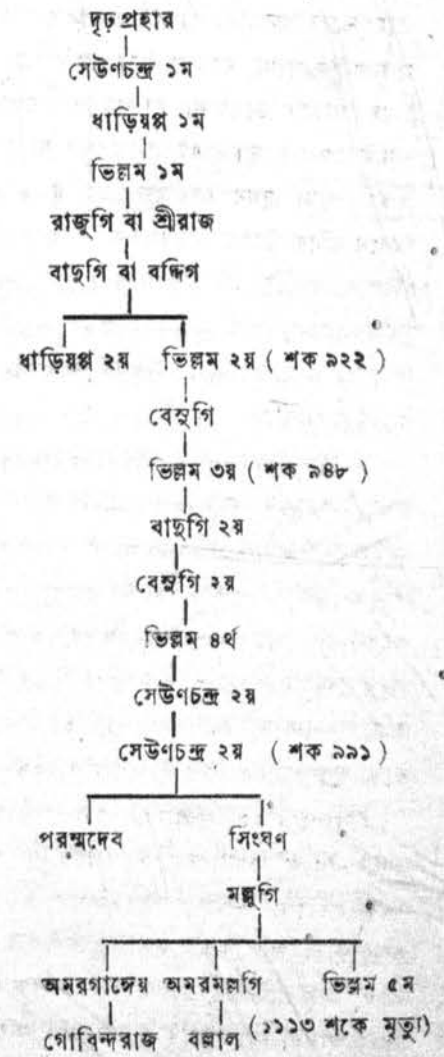 দৃঢ় প্রহার
সেউণচন্দ্র ১ম
ধাড়িয়প্প ১ম
ভিল্লম ১ম
রাজুগি বা শ্রীরাজ
বাদুগি বা বদ্দিগ
ধাড়িয়প্প ২য় ভিল্লম ২য় ( শক ৯২২ )
বেসুগি
ভিল্লম ৩য় ( শক ৯৪৮ )
বাদুগি ২য়
বেসুগি ২য়
ভিল্লম ৪র্থ
সেউণচন্দ্র ২য়
সেউণচন্দ্র ২য় ( শক ৯৯১ )
পরম্মদেব সিংঘণ
মল্লুগি
অমরগাঙ্গেয় অমরমল্লগি ভিল্লম ৫ম
গোবিন্দরাজ বল্লাল (১১১৩ শকে মৃত্যু)